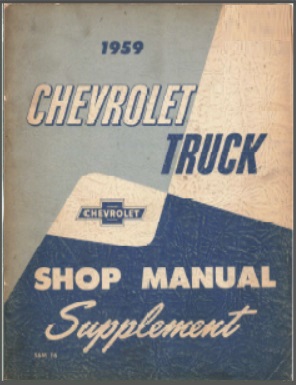 1959
CHEVROLET
TRUCK
CHEVROLET
SHOP MANUAL
Supplement